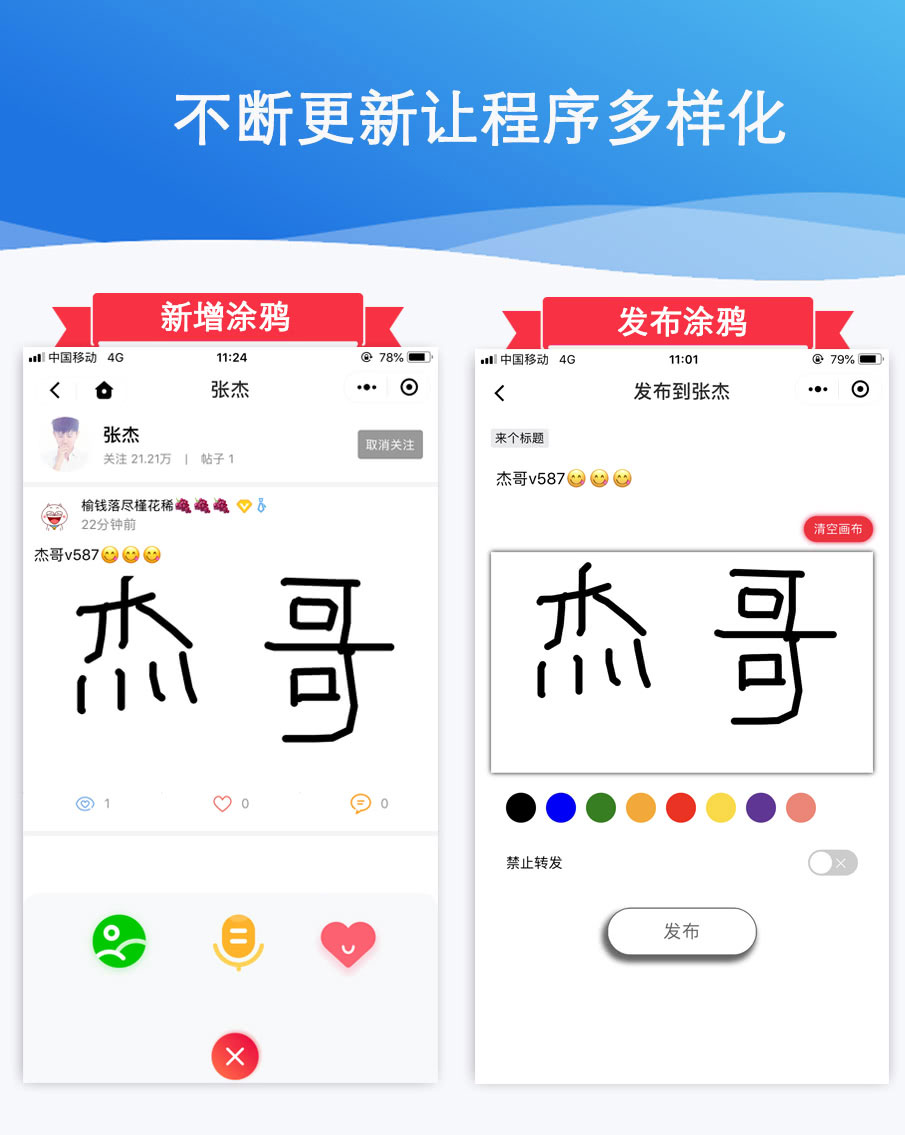 不断更新让程序多样化
新增涂鸦
中国移动 4G 11:24 78%
张杰
张杰
关注 21.21万 | 帖子 1
取消关注
榆钱落尽槿花稀🍇🍇🍇
22分钟前
杰哥v587😋😋😋
杰哥
1 0 0
发布涂鸦
中国移动 4G 11:01 79%
发布到张杰
来个标题
杰哥v587😋😋😋
清空画布
杰哥
禁止转发
发布